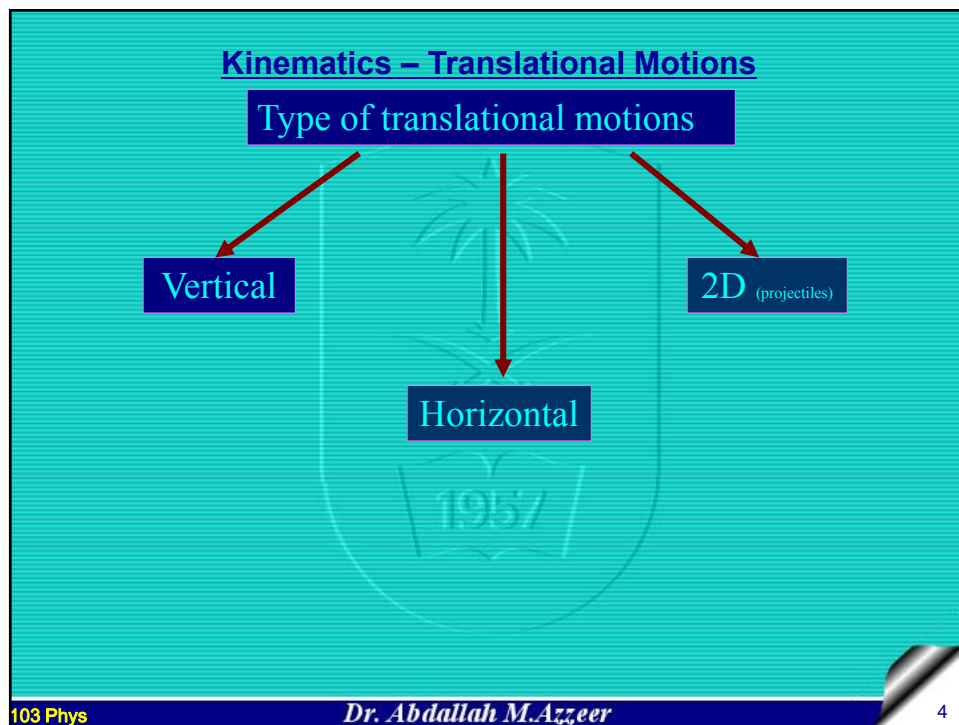 Kinematics – Translational Motions
Type of translational motions
Vertical
2D (projectiles)
Horizontal
1957
103 Phys
Dr. Abdallah M.Azzeer
4